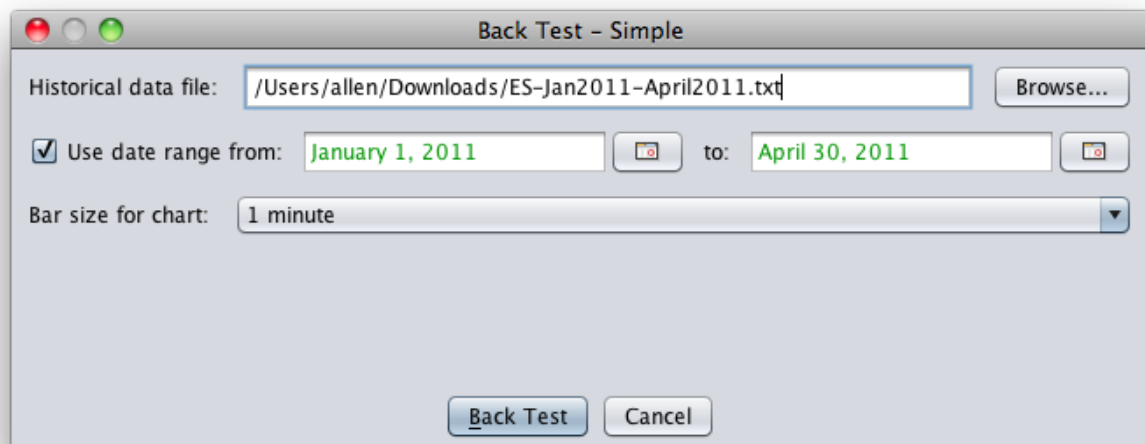 Back Test - Simple
Historical data file: /Users/allen/Downloads/ES-Jan2011-April2011.txt Browse...
Use date range from: January 1, 2011 to: April 30, 2011
Bar size for chart: 1 minute
Back Test Cancel